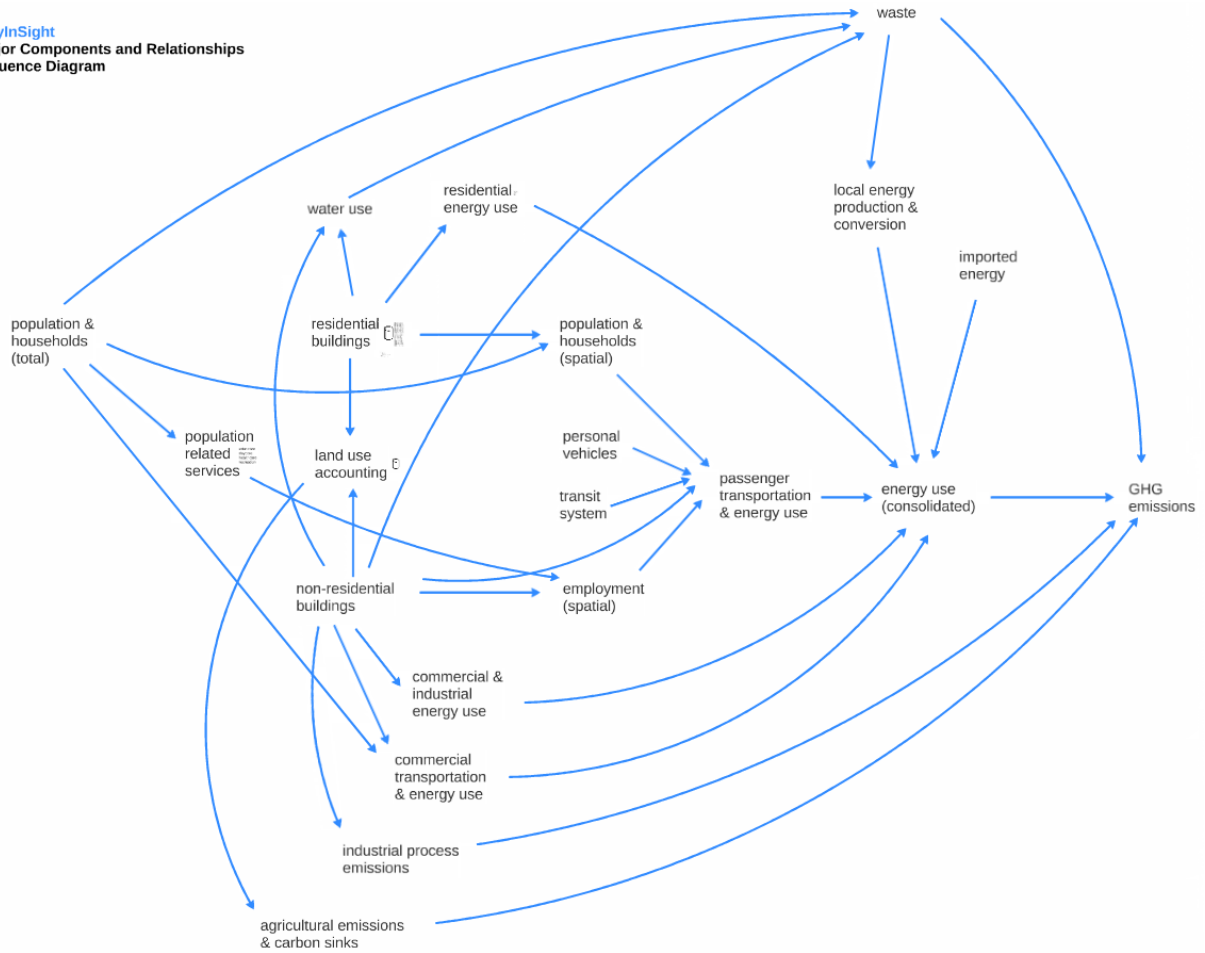 yInSight
or Components and Relationships
uence Diagram
waste
residential
energy use
water use
local energy
production &
conversion
imported
energy
population &
households
(total)
residential
buildings
population &
households
(spatial)
population
related
services
land use
accounting
personal
vehicles
transit
system
passenger
transportation
& energy use
energy use
(consolidated)
GHG
emissions
non-residential
buildings
employment
(spatial)
commercial &
industrial
energy use
commercial
transportation
& energy use
industrial process
emissions
agricultural emissions
& carbon sinks